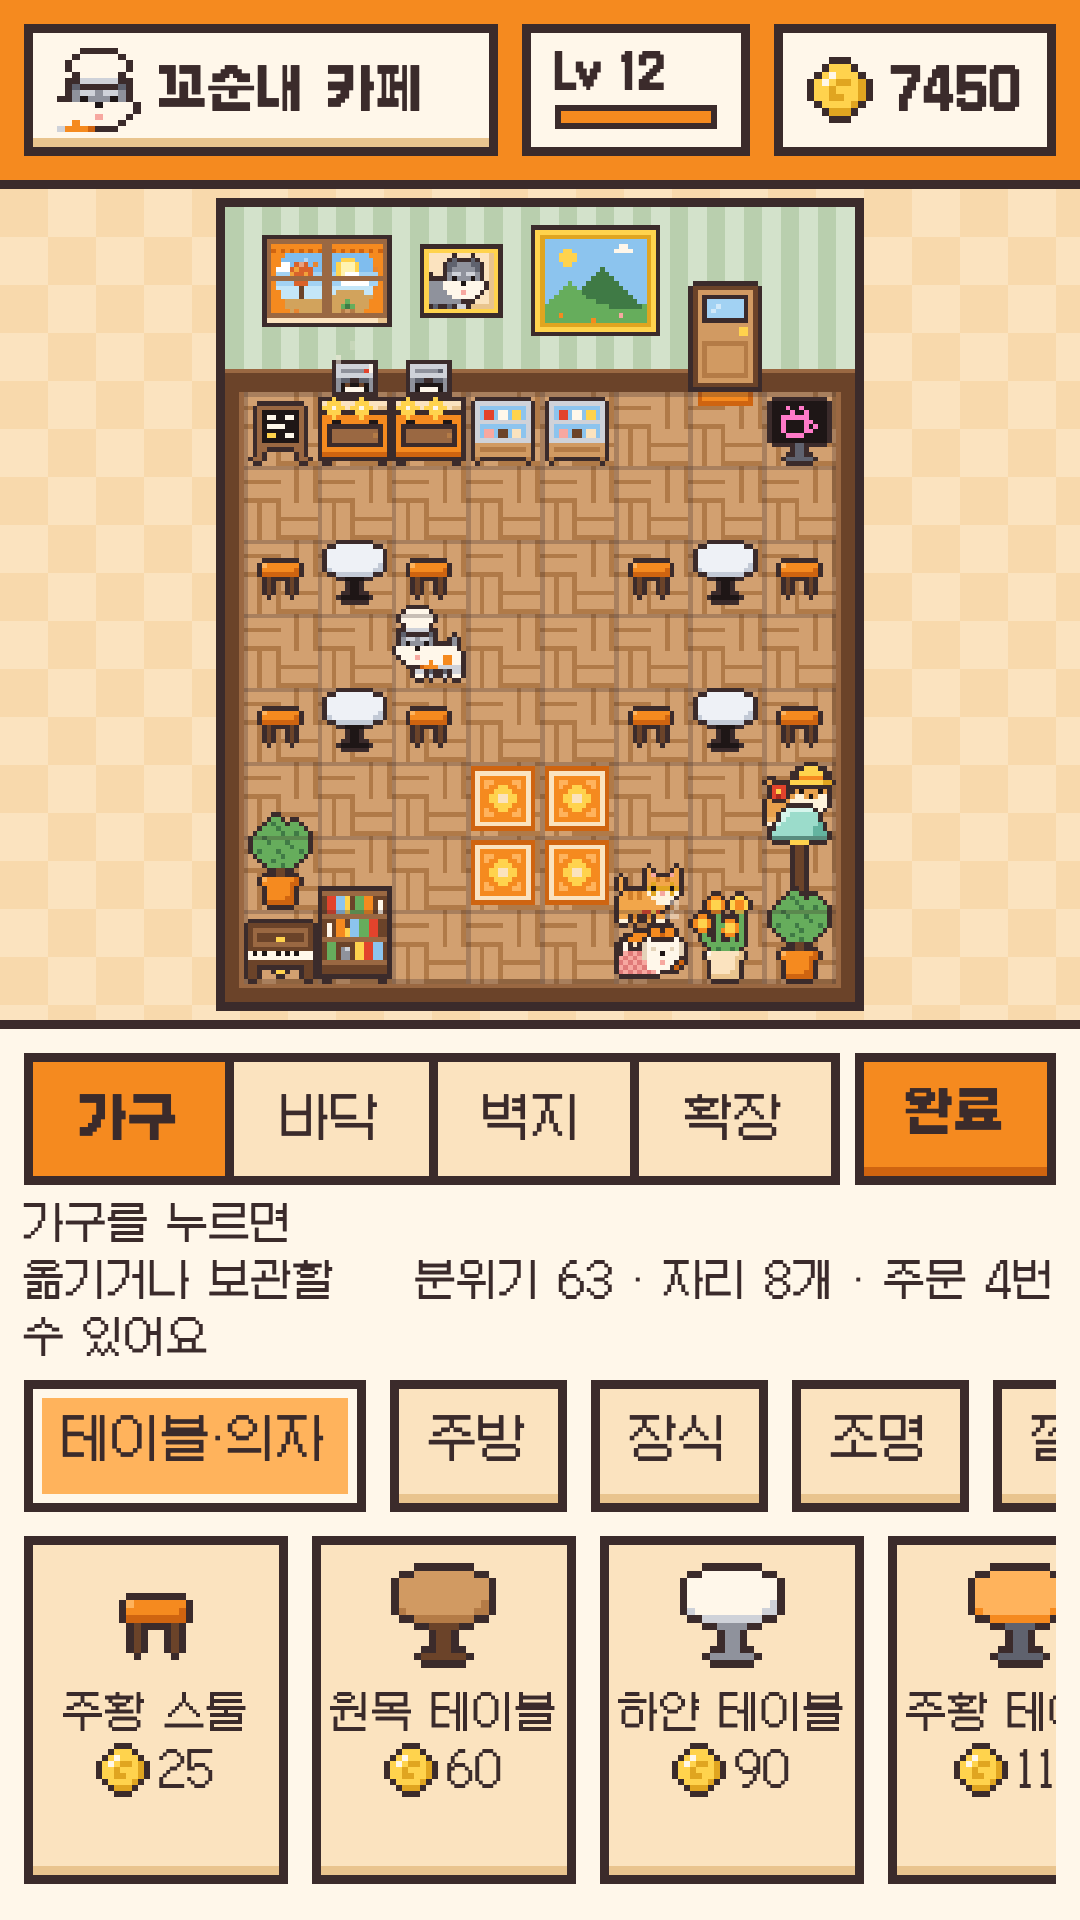 꼬순내 카페
Lv 12
7450
가구
바닥
벽지
확장
완료
가구를 누르면
옮기거나 보관할
수 있어요
분위기 63 · 자리 8개 · 주문 4번
테이블·의자
주방
장식
조명
주황 스툴
25
원목 테이블
60
하얀 테이블
90
주황
11